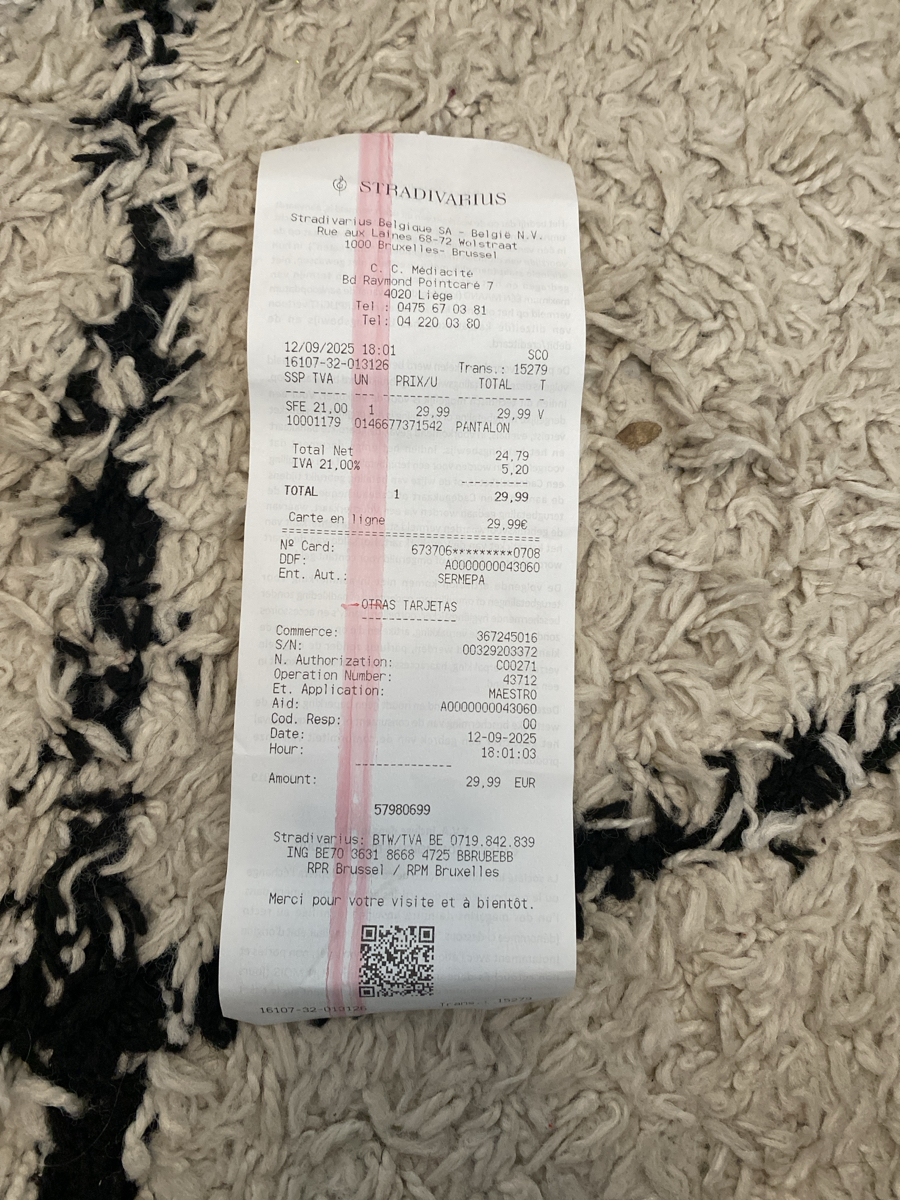 STRADIVARIUS
Stradivarius Belgique SA - België N.V.
Rue aux Laines 68-72 Wolstraat
1000 Bruxelles- Brussel
C. C. Médiacité
Bd Raymond Pointcaré 7
4020 Liège
Tel : 0475 67 03 81
Tel: 04 220 03 80
12/09/2025 18:01 SCO
16107-32-013126 Trans.: 15279
SSP TVA UN PRIX/U TOTAL T
SFE 21,00 1 29,99 29,99 V
10001179 0146677371542 PANTALON
Total Net 24,79
IVA 21,00% 5,20
TOTAL 1 29,99
Carte en ligne 29,99€
Nº Card: 673706*********0708
DDF: A0000000043060
Ent. Aut.: SERMEPA
OTRAS TARJETAS
Commerce: 367245016
S/N: 00329203372
N. Authorization: C00271
Operation Number: 43712
Et. Application: MAESTRO
Aid: A0000000043060
Cod. Resp: 00
Date: 12-09-2025
Hour: 18:01:03
Amount: 29,99 EUR
57980699
Stradivarius: BTW/TVA BE 0719.842.839
ING BE70 3631 8668 4725 BBRUBEBB
RPR Brussel / RPM Bruxelles
Merci pour votre visite et à bientôt.
16107-32-013126 Trans.: 15279